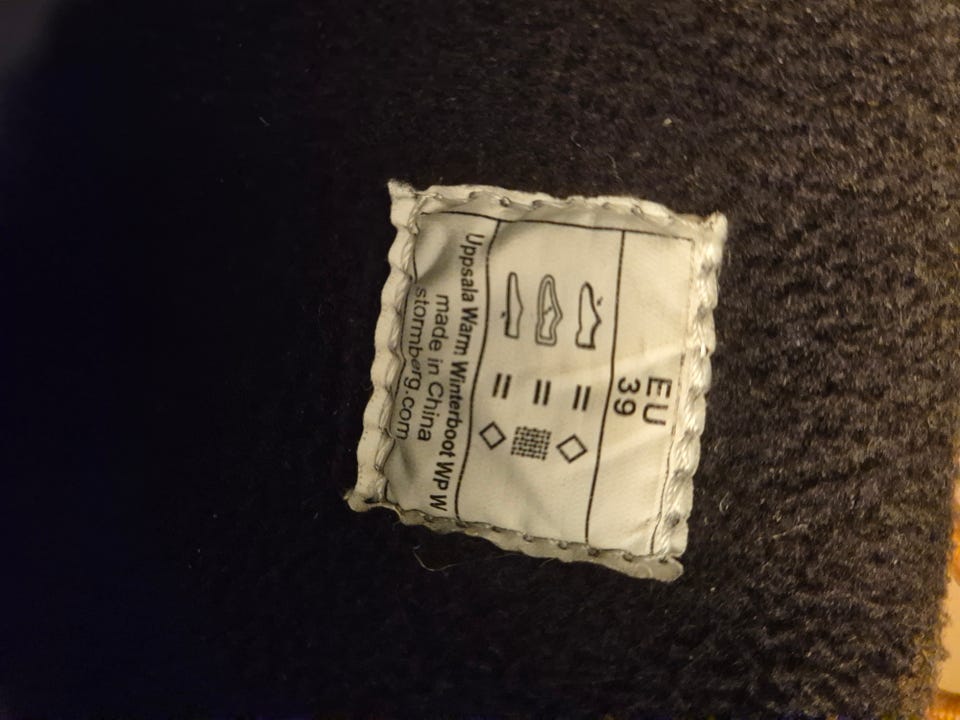 EU
39
=
=
=
Uppsala Warm Winterboot WP W
made in China
stormberg.com